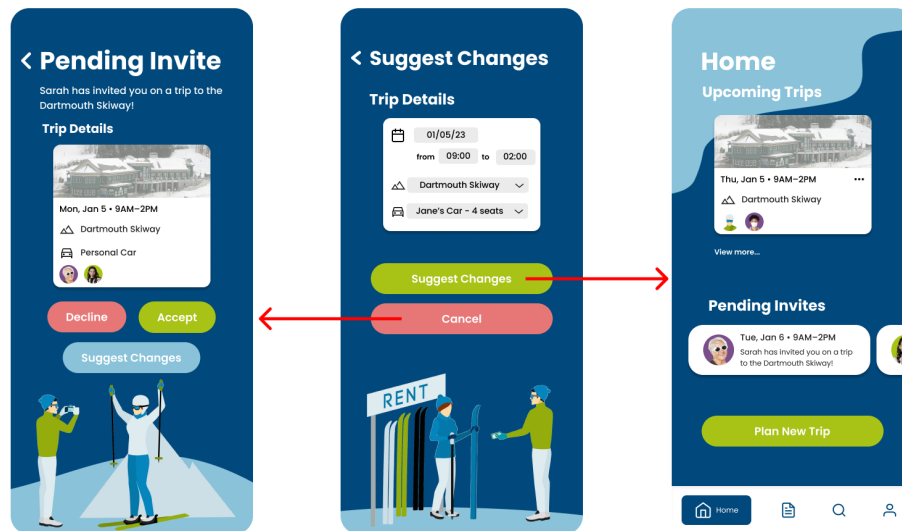 Pending Invite
Sarah has invited you on a trip to the
Dartmouth Skiway!
Trip Details
Mon, Jan 5 • 9AM–2PM
Dartmouth Skiway
Personal Car
Decline
Accept
Suggest Changes
Suggest Changes
Trip Details
01/05/23
from 09:00 to 02:00
Dartmouth Skiway
Jane's Car - 4 seats
Suggest Changes
Cancel
RENT
Home
Upcoming Trips
Thu, Jan 5 • 9AM–2PM
Dartmouth Skiway
View more...
Pending Invites
Tue, Jan 6 • 9AM–2PM
Sarah has invited you on a trip
to the Dartmouth Skiway!
Plan New Trip
Home